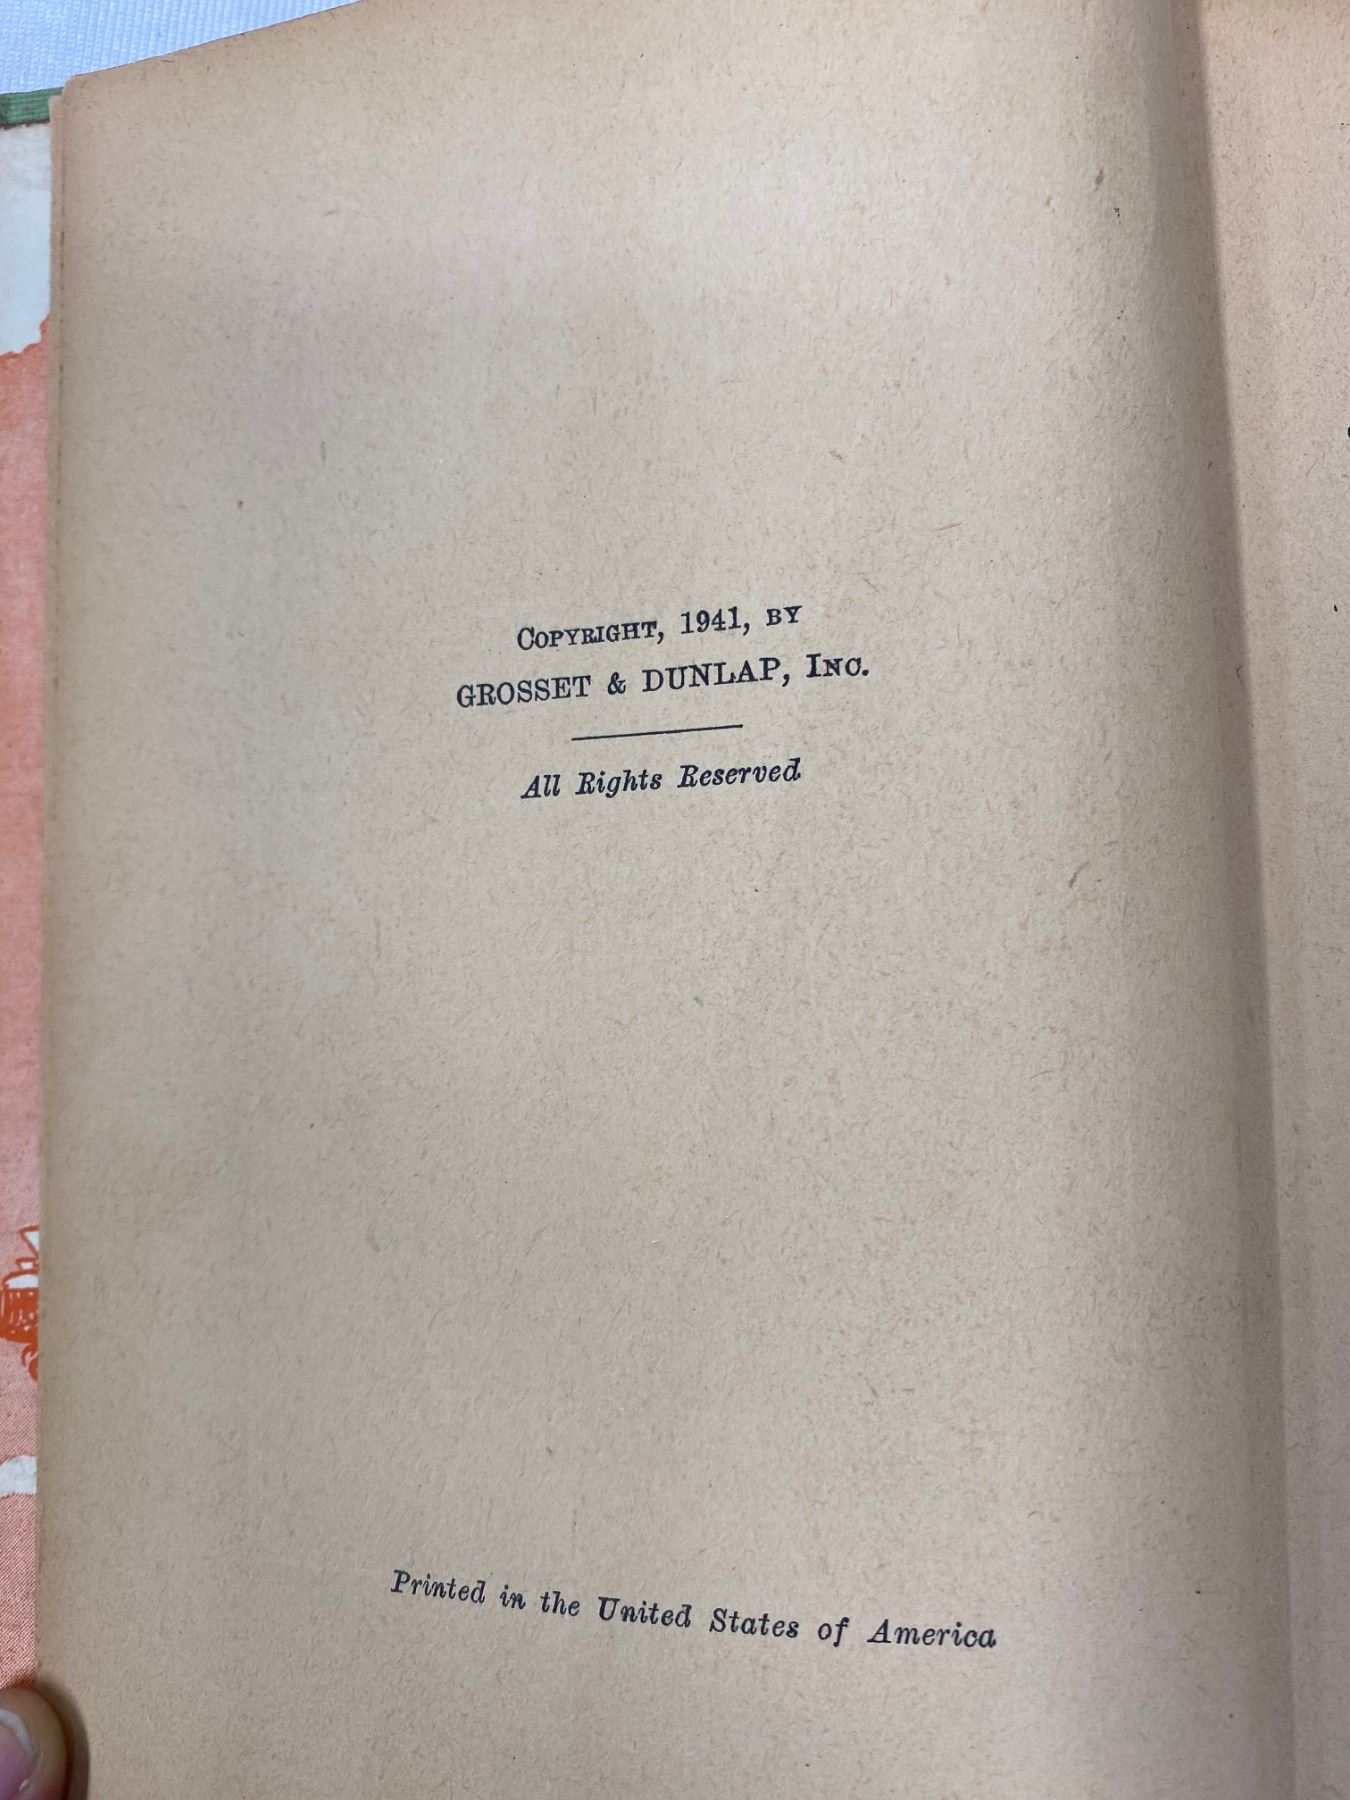 Copyright, 1941, by
GROSSET & DUNLAP, Inc.
All Rights Reserved
Printed in the United States of America